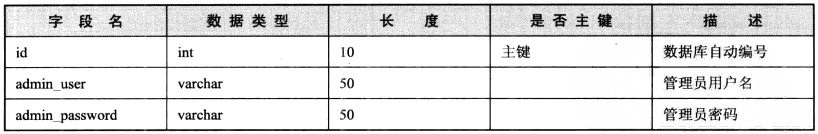 字段名 数据类型 长度 是否主键 描述
id int 10 主键 数据库自动编号
admin_user varchar 50 管理员用户名
admin_password varchar 50 管理员密码